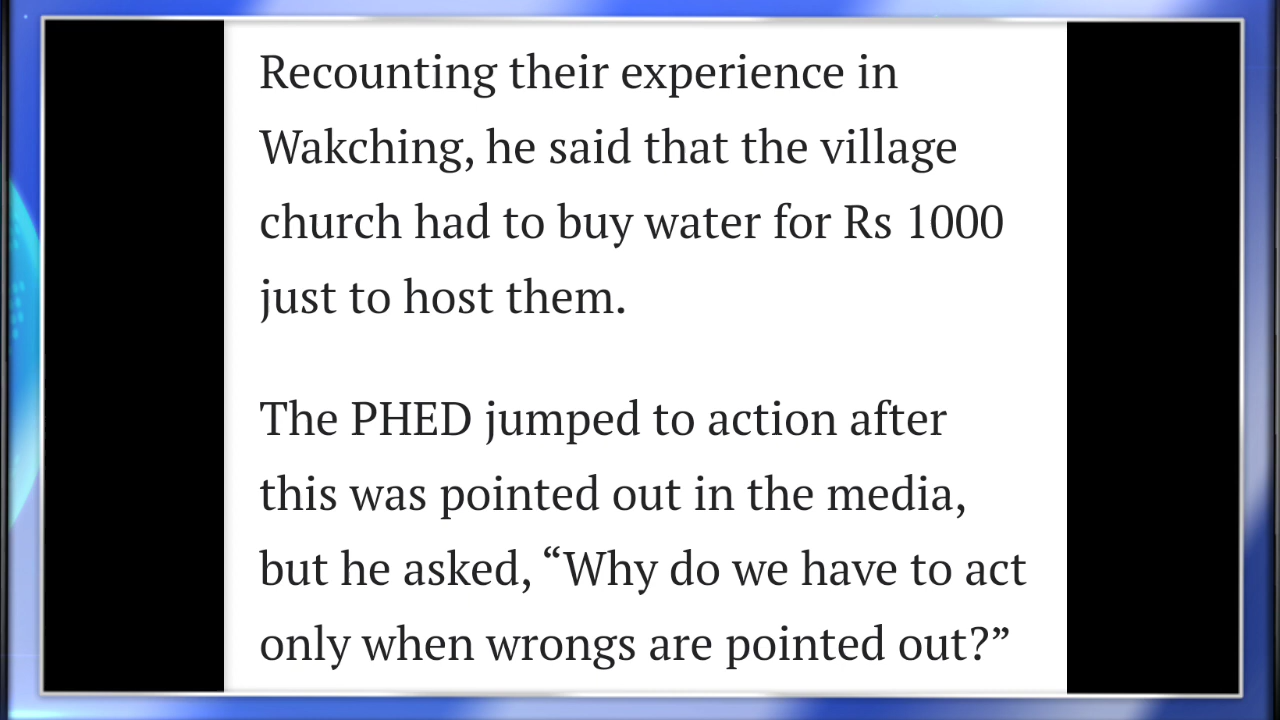 Recounting their experience in
Wakching, he said that the village
church had to buy water for Rs 1000
just to host them.
The PHED jumped to action after
this was pointed out in the media,
but he asked, “Why do we have to act
only when wrongs are pointed out?”